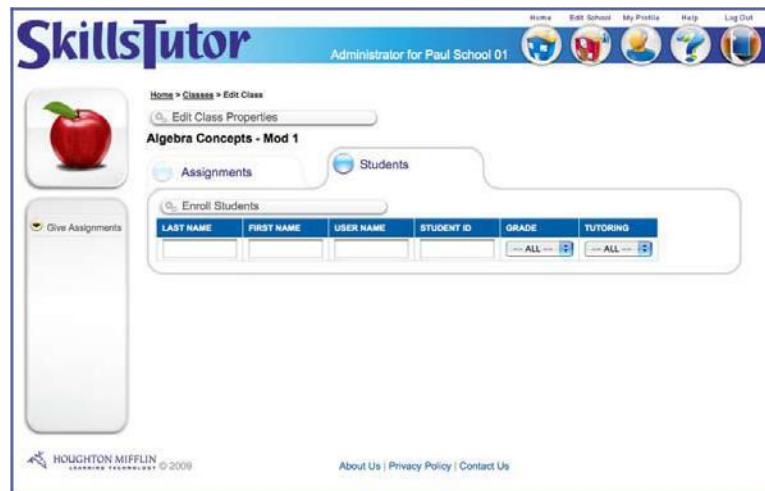 Home Edit School My Profile Help Log Out
SkillsTutor
Administrator for Paul School 01
Home > Classes > Edit Class
Edit Class Properties
Algebra Concepts - Mod 1
Assignments Students
Enroll Students
Give Assignments
LAST NAME FIRST NAME USER NAME STUDENT ID GRADE TUTORING
-- ALL -- -- ALL --
HOUGHTON MIFFLIN
LEARNING TECHNOLOGY © 2009
About Us | Privacy Policy | Contact Us